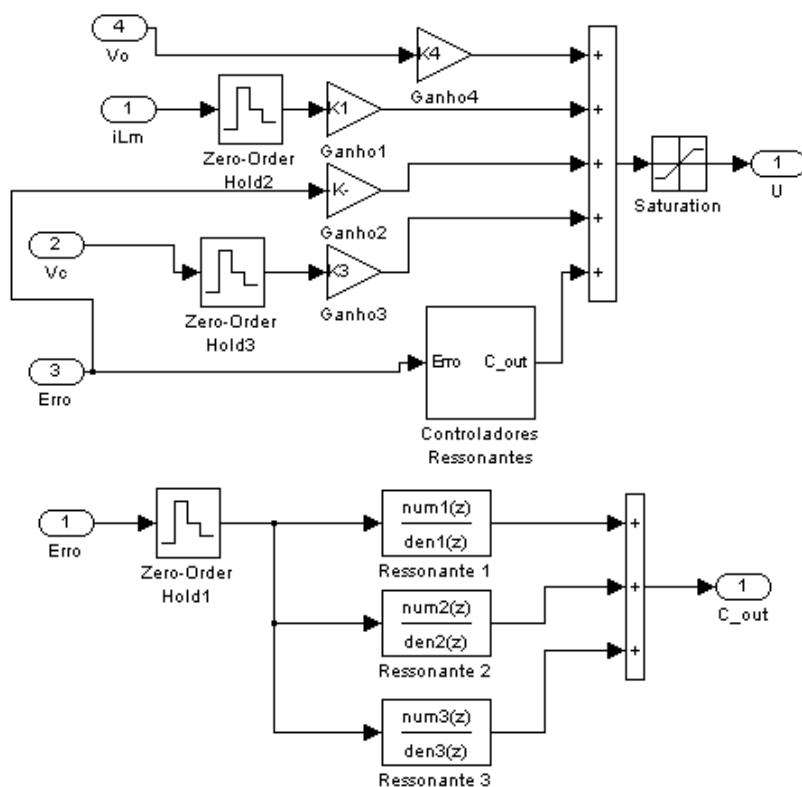 4
Vo
K4
Ganho4
1
iLm
Zero-Order
Hold2
K1
Ganho1
K-
Ganho2
2
Vc
Zero-Order
Hold3
K3
Ganho3
3
Erro
Erro C_out
Controladores
Ressonantes
+
+
+
+
+
Saturation
1
U
1
Erro
Zero-Order
Hold1
num1(z)
den1(z)
Ressonante 1
num2(z)
den2(z)
Ressonante 2
num3(z)
den3(z)
Ressonante 3
+
+
+
1
C_out